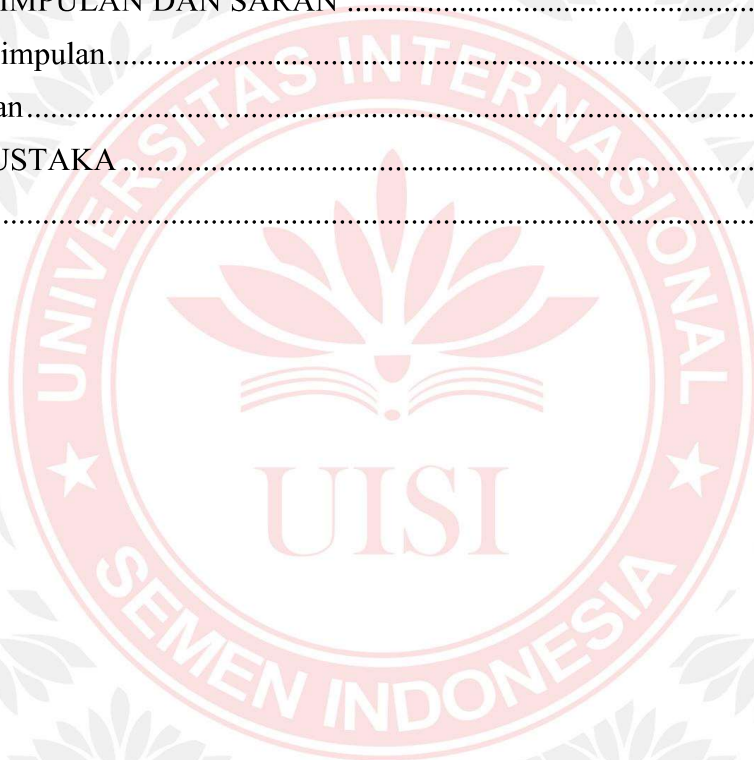 IMPULAN DAN SARAN ................................................
impulan................................................................................
an............................................................................................
USTAKA ..............................................................................
................................................................................................
UNIVERSITAS INTERNASIONAL
UISI
SEMEN INDONESIA